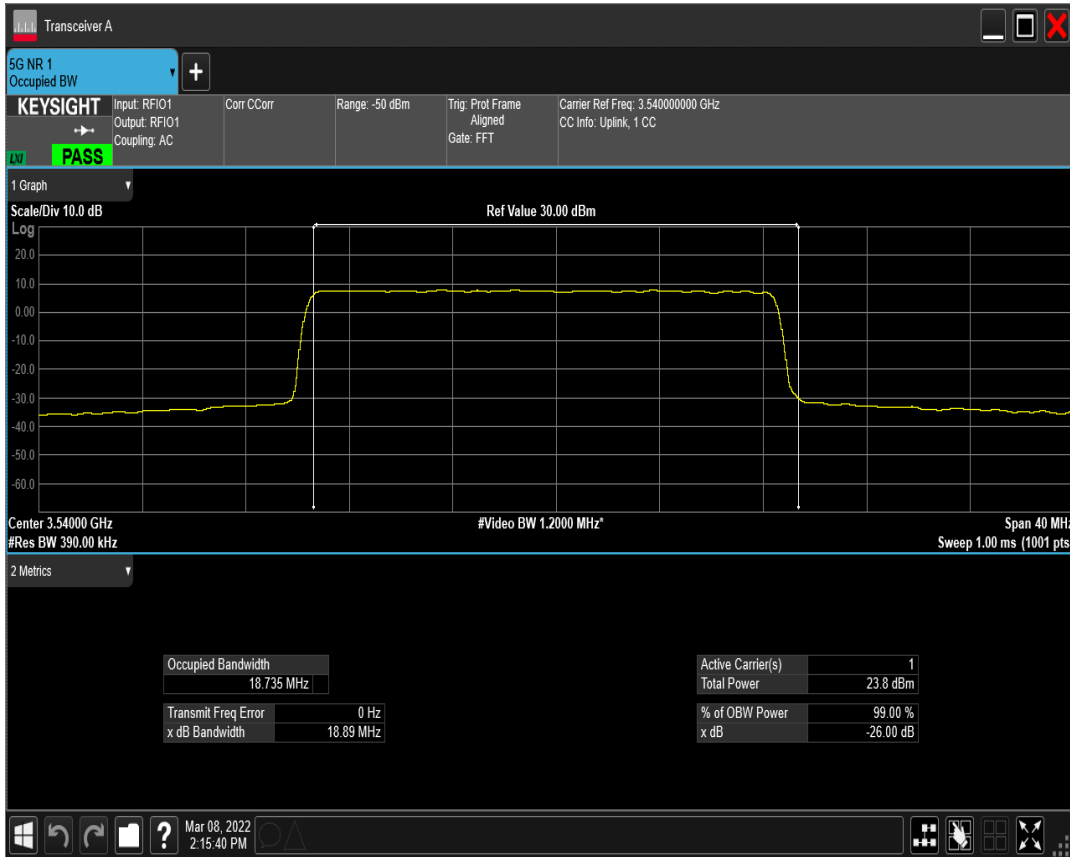 Transceiver A
5G NR 1
Occupied BW
+
KEYSIGHT
LXI
PASS
Input: RFIO1
Output: RFIO1
Coupling: AC
Corr CCorr
Range: -50 dBm
Trig: Prot Frame
Aligned
Gate: FFT
Carrier Ref Freq: 3.540000000 GHz
CC Info: Uplink, 1 CC
1 Graph
Scale/Div 10.0 dB
Ref Value 30.00 dBm
Log
20.0
10.0
0.00
-10.0
-20.0
-30.0
-40.0
-50.0
-60.0
Center 3.54000 GHz
#Video BW 1.2000 MHz*
Span 40 MHz
#Res BW 390.00 kHz
Sweep 1.00 ms (1001 pts
2 Metrics
Occupied Bandwidth
18.735 MHz
Active Carrier(s) 1
Total Power 23.8 dBm
Transmit Freq Error 0 Hz
x dB Bandwidth 18.89 MHz
% of OBW Power 99.00 %
x dB -26.00 dB
?
Mar 08, 2022
2:15:40 PM